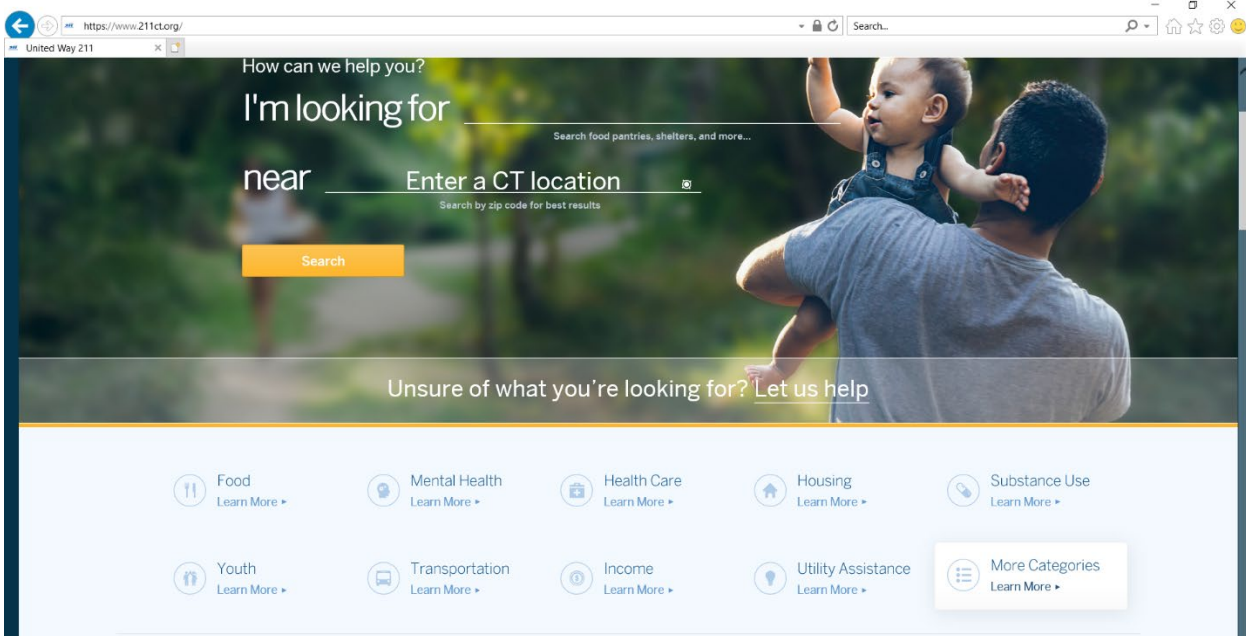 https://www.211ct.org/
Search...
United Way 211
How can we help you?
I'm looking for
Search food pantries, shelters, and more...
near Enter a CT location
Search by zip code for best results
Search
Unsure of what you're looking for? Let us help
Food
Learn More
Mental Health
Learn More
Health Care
Learn More
Housing
Learn More
Substance Use
Learn More
Youth
Learn More
Transportation
Learn More
Income
Learn More
Utility Assistance
Learn More
More Categories
Learn More